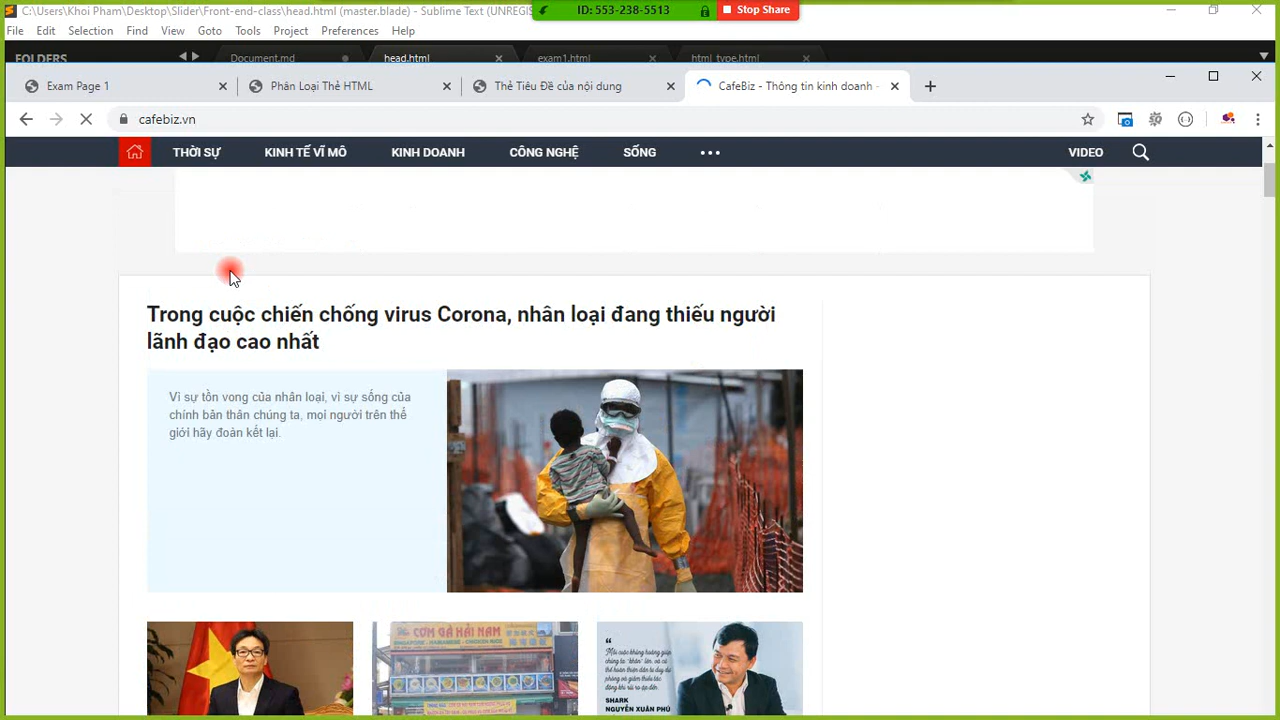 C:\Users\Khoi Pham\Desktop\Slider\Front-end-class\head.html (master.blade) - Sublime Text (UNREGIS
ID: 553-238-5513
Stop Share
File Edit Selection Find View Goto Tools Project Preferences Help
FOLDERS Document.md head.html exam1.html html_type.html
Exam Page 1 Phân Loại Thẻ HTML Thẻ Tiêu Đề của nội dung CafeBiz - Thông tin kinh doanh -
cafebiz.vn
THỜI SỰ KINH TẾ VĨ MÔ KINH DOANH CÔNG NGHỆ SỐNG VIDEO
Trong cuộc chiến chống virus Corona, nhân loại đang thiếu người
lãnh đạo cao nhất
Vì sự tồn vong của nhân loại, vì sự sống của
chính bản thân chúng ta, mọi người trên thế
giới hãy đoàn kết lại.
CƠM GÀ HẢI NAM
SINGAPORE - HAINANESE - CHICKEN RICE
SHARK
NGUYỄN XUÂN PHÚ